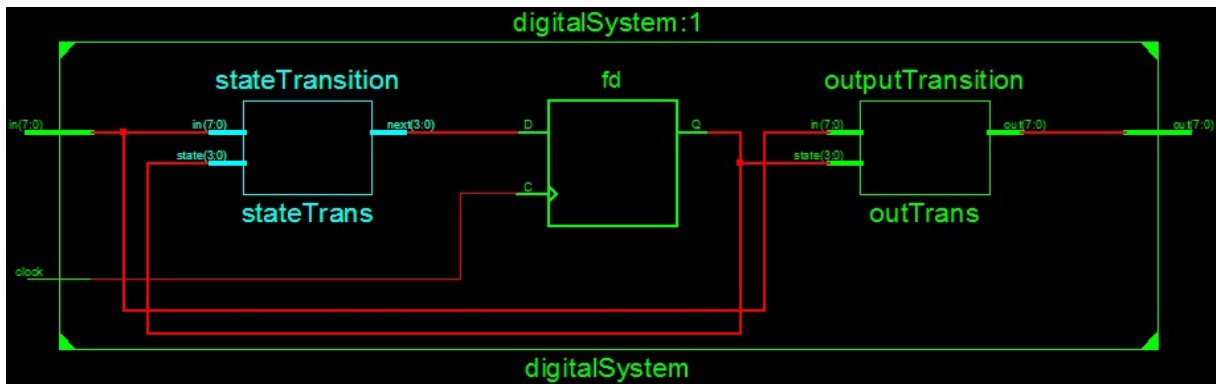 digitalSystem:1
stateTransition
fd
outputTransition
in(7:0)
in(7:0)
next(3:0)
D
Q
in(7:0)
out(7:0)
out(7:0)
state(3:0)
state(3:0)
C
stateTrans
outTrans
clock
digitalSystem